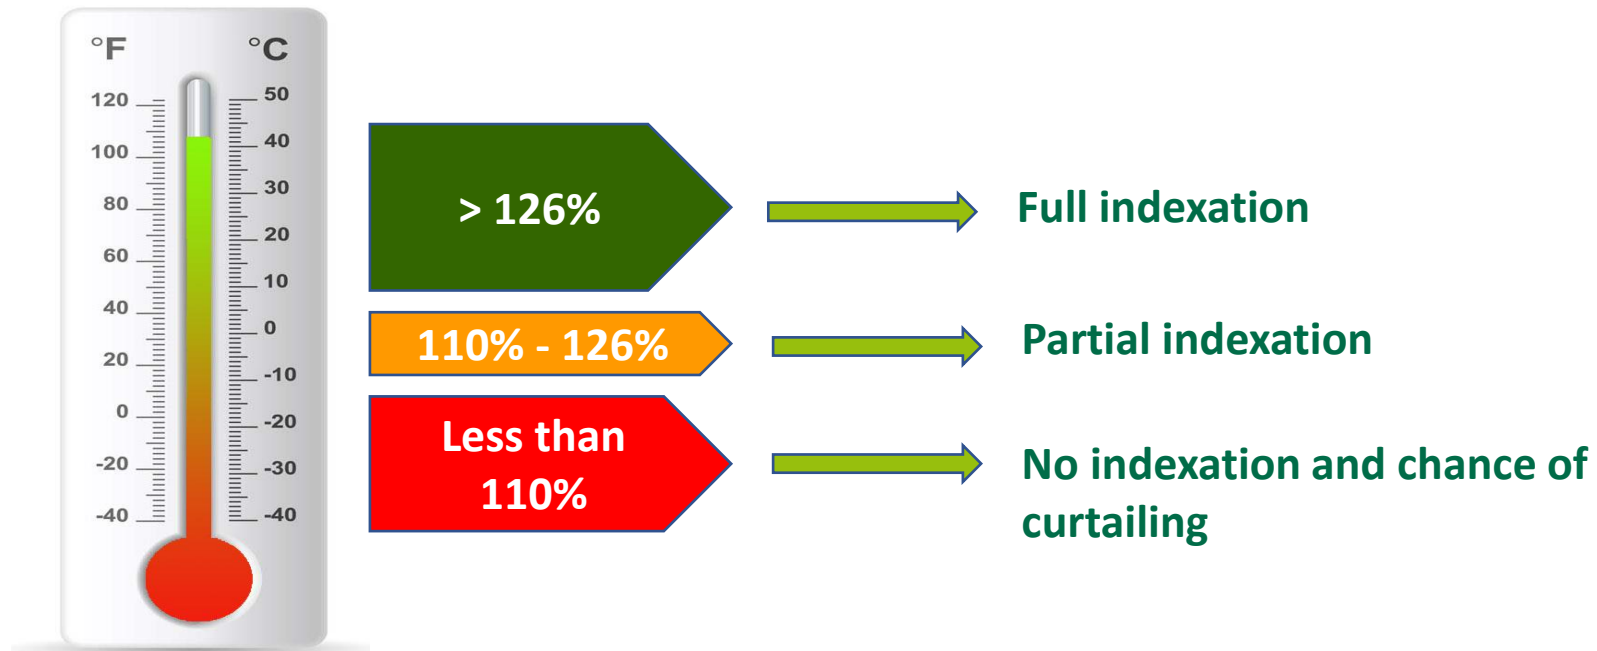 °F °C
120 50
100 40
80 30
60 20
40 10
20 0
0 -10
-20 -20
-40 -30
-40
> 126%
Full indexation
110% - 126%
Partial indexation
Less than
110%
No indexation and chance of
curtailing